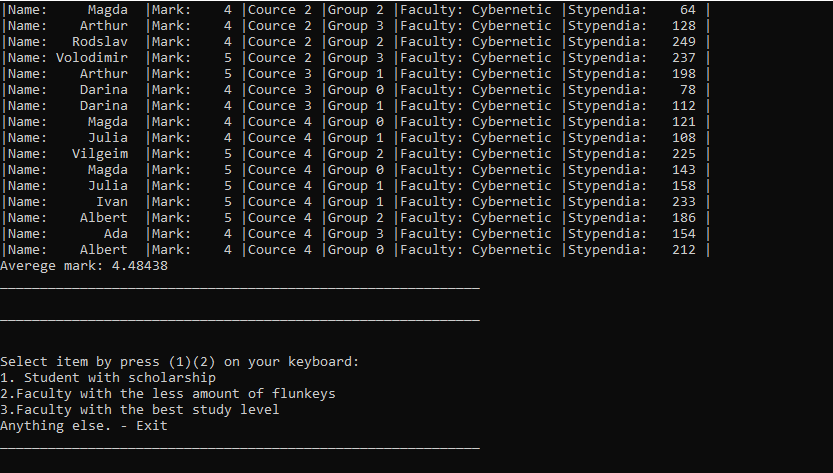 |Name:     Magda  |Mark:    4 |Cource 2 |Group 2 |Faculty: Cybernetic |Stypendia:    64 |
|Name:    Arthur  |Mark:    4 |Cource 2 |Group 3 |Faculty: Cybernetic |Stypendia:   128 |
|Name:   Rodslav  |Mark:    4 |Cource 2 |Group 2 |Faculty: Cybernetic |Stypendia:   249 |
|Name: Volodimir  |Mark:    5 |Cource 2 |Group 3 |Faculty: Cybernetic |Stypendia:   237 |
|Name:    Arthur  |Mark:    5 |Cource 3 |Group 1 |Faculty: Cybernetic |Stypendia:   198 |
|Name:    Darina  |Mark:    4 |Cource 3 |Group 0 |Faculty: Cybernetic |Stypendia:    78 |
|Name:    Darina  |Mark:    4 |Cource 3 |Group 1 |Faculty: Cybernetic |Stypendia:   112 |
|Name:     Magda  |Mark:    4 |Cource 4 |Group 0 |Faculty: Cybernetic |Stypendia:   121 |
|Name:     Julia  |Mark:    4 |Cource 4 |Group 1 |Faculty: Cybernetic |Stypendia:   108 |
|Name:   Vilgeim  |Mark:    5 |Cource 4 |Group 2 |Faculty: Cybernetic |Stypendia:   225 |
|Name:     Magda  |Mark:    5 |Cource 4 |Group 0 |Faculty: Cybernetic |Stypendia:   143 |
|Name:     Julia  |Mark:    5 |Cource 4 |Group 1 |Faculty: Cybernetic |Stypendia:   158 |
|Name:      Ivan  |Mark:    5 |Cource 4 |Group 1 |Faculty: Cybernetic |Stypendia:   233 |
|Name:    Albert  |Mark:    5 |Cource 4 |Group 2 |Faculty: Cybernetic |Stypendia:   186 |
|Name:       Ada  |Mark:    4 |Cource 4 |Group 3 |Faculty: Cybernetic |Stypendia:   154 |
|Name:    Albert  |Mark:    4 |Cource 4 |Group 0 |Faculty: Cybernetic |Stypendia:   212 |
Averege mark: 4.48438
____________________________________________________________
____________________________________________________________
Select item by press (1)(2) on your keyboard:
1. Student with scholarship
2.Faculty with the less amount of flunkeys
3.Faculty with the best study level
Anything else. - Exit
____________________________________________________________